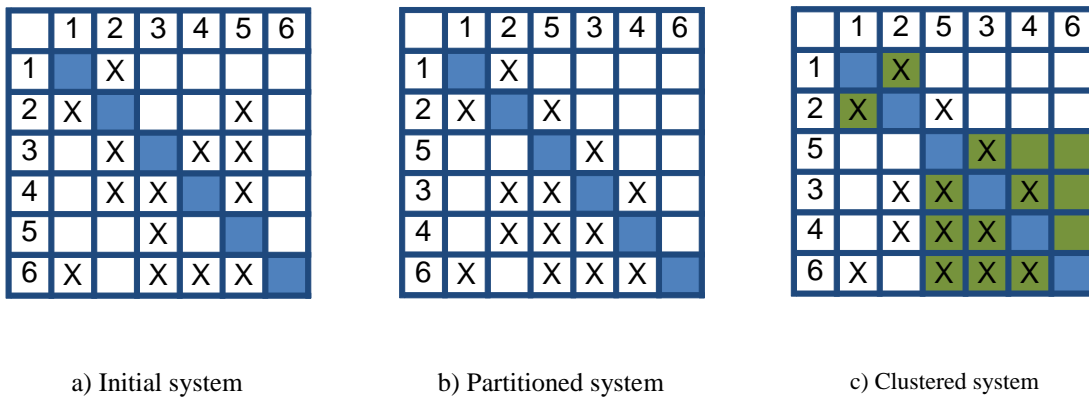 1 2 3 4 5 6
1 X
2 X X
3 X X X
4 X X X
5 X
6 X X X X
a) Initial system
1 2 5 3 4 6
1 X
2 X X
5 X
3 X X X
4 X X X
6 X X X X
b) Partitioned system
1 2 5 3 4 6
1 X
2 X X
5 X
3 X X X
4 X X X
6 X X X X
c) Clustered system